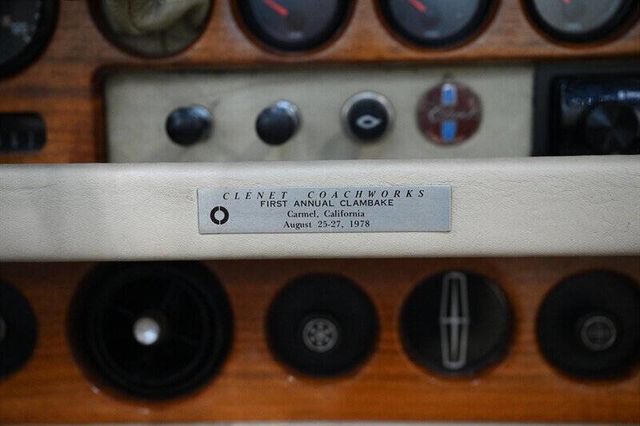 CLENET COACHWORKS
FIRST ANNUAL CLAMBAKE
Carmel, California
August 25-27, 1978